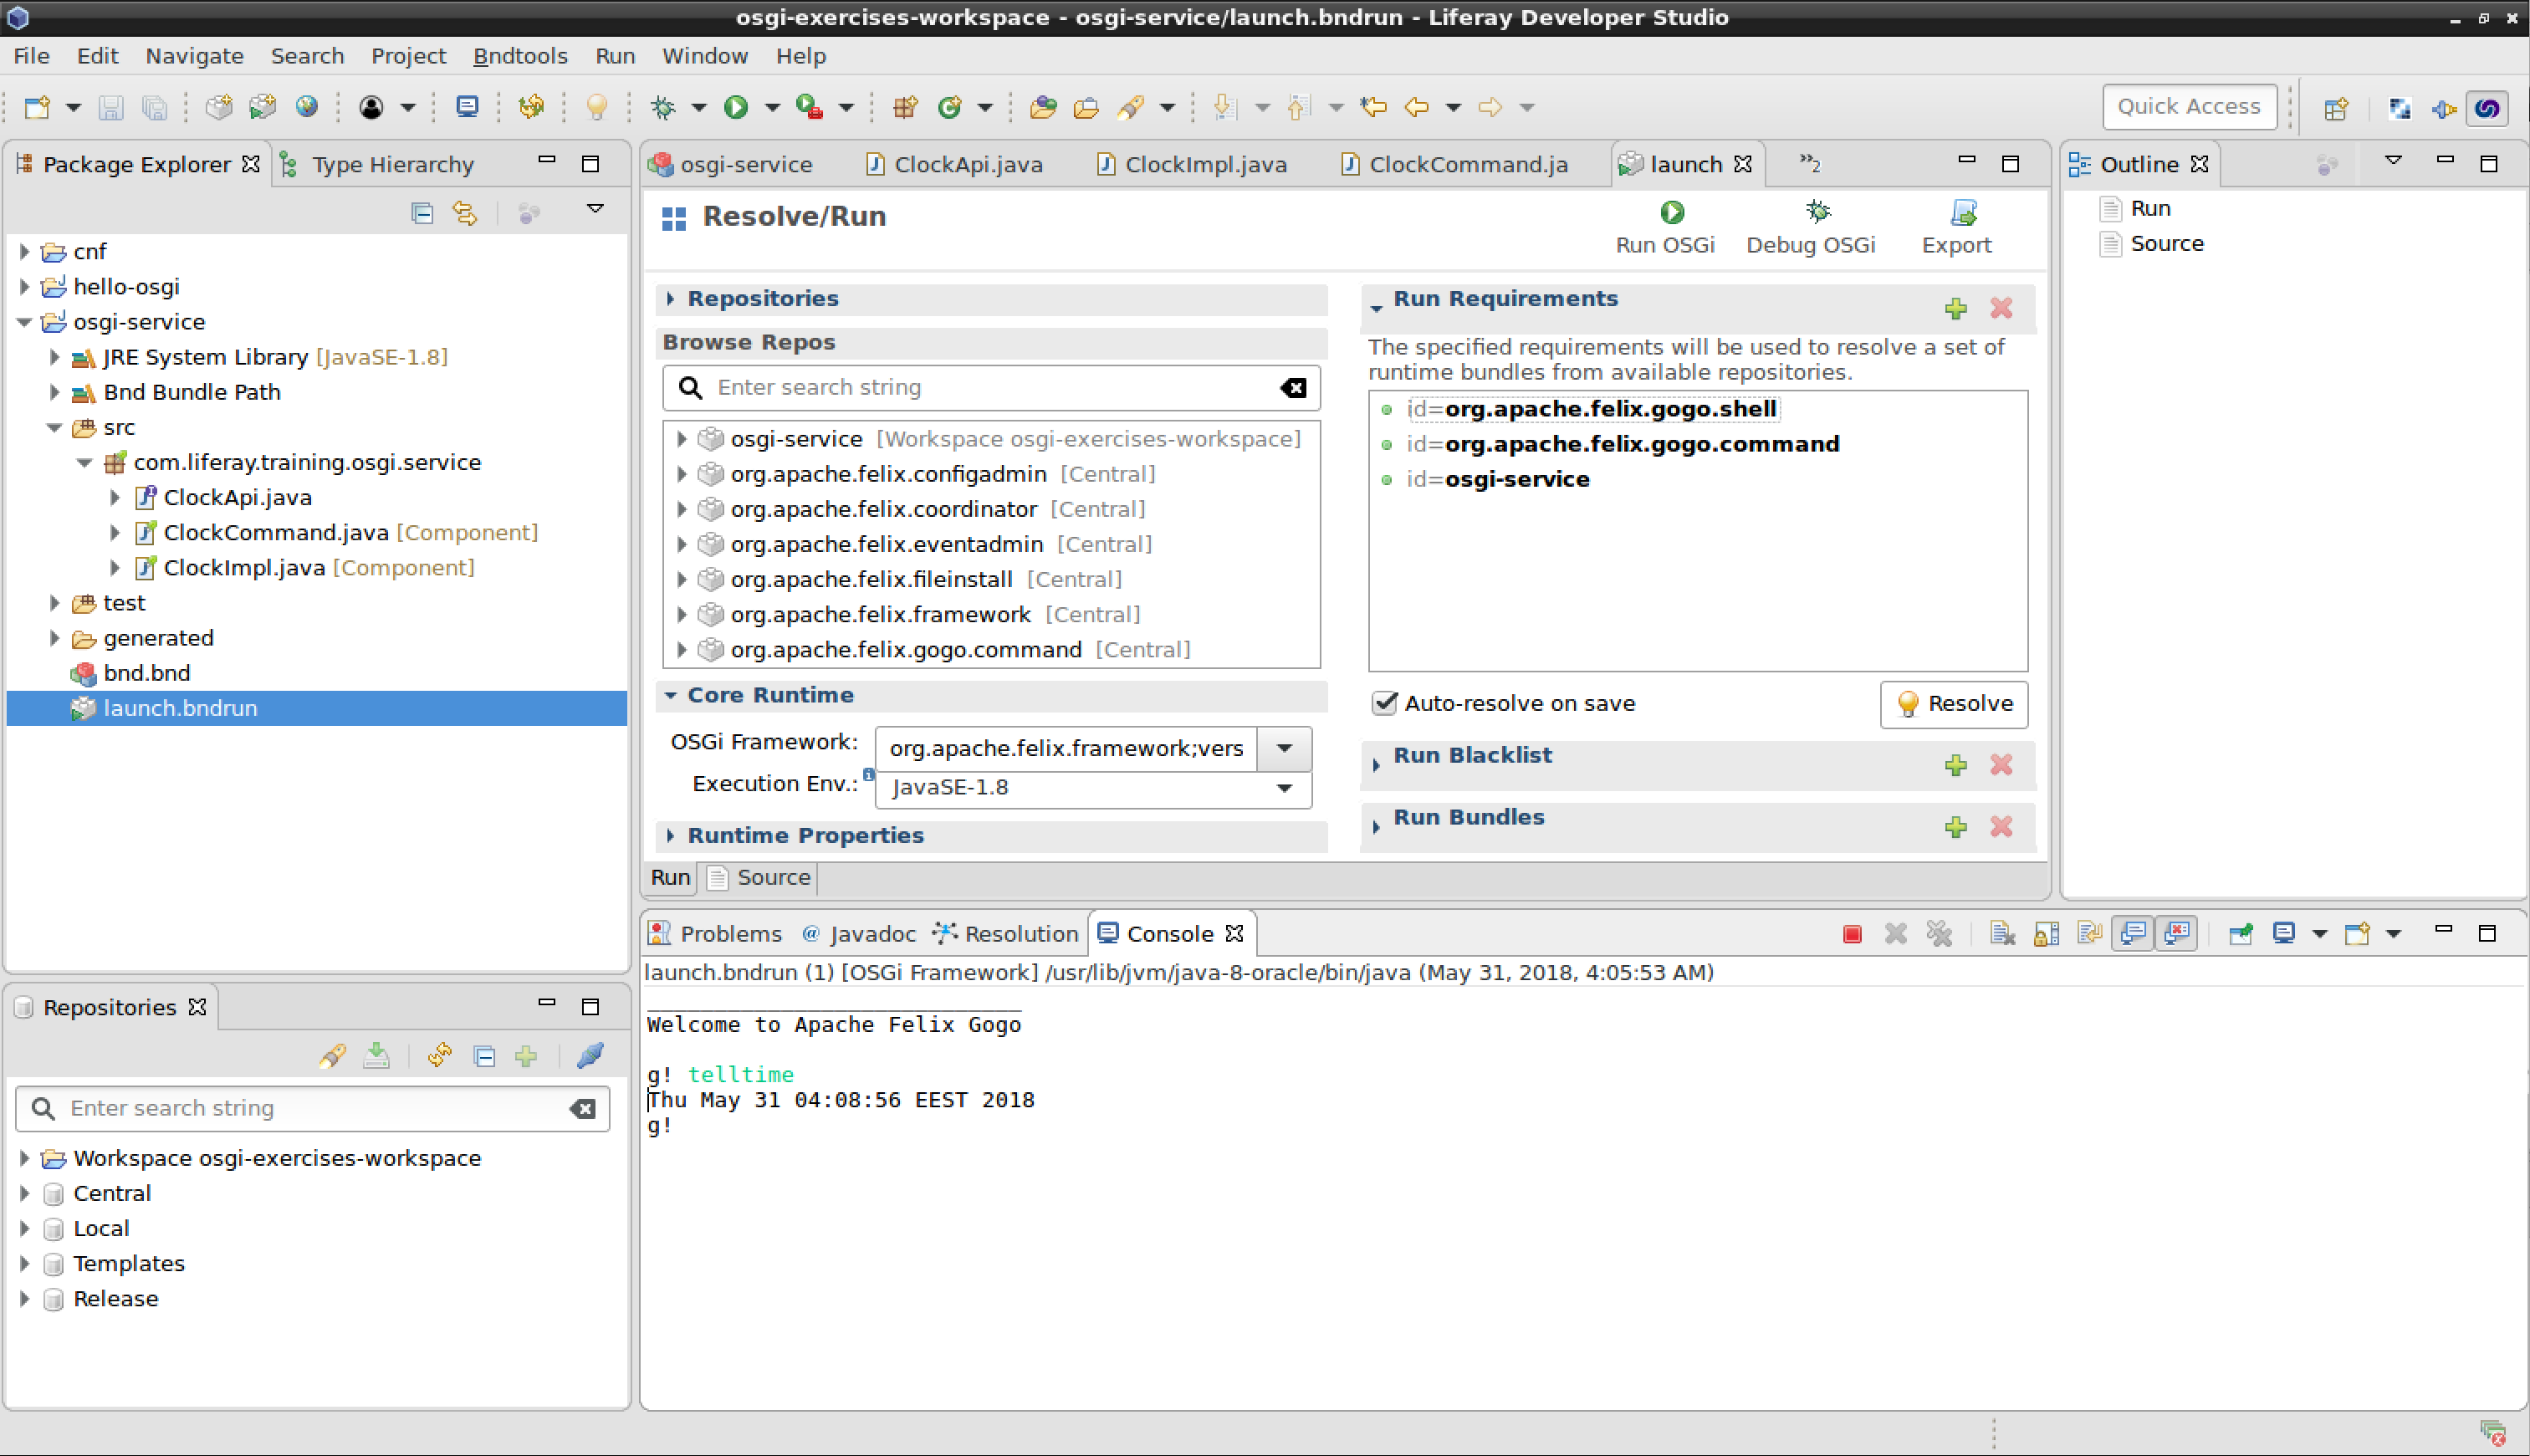 osgi-exercises-workspace - osgi-service/launch.bndrun - Liferay Developer Studio
File Edit Navigate Search Project Bndtools Run Window Help
Quick Access
Package Explorer Type Hierarchy
cnf
hello-osgi
osgi-service
JRE System Library [JavaSE-1.8]
Bnd Bundle Path
src
com.liferay.training.osgi.service
ClockApi.java
ClockCommand.java [Component]
ClockImpl.java [Component]
test
generated
bnd.bnd
launch.bndrun
Repositories
Enter search string
Workspace osgi-exercises-workspace
Central
Local
Templates
Release
osgi-service ClockApi.java ClockImpl.java ClockCommand.ja launch »2
Resolve/Run
Run OSGi Debug OSGi Export
Repositories
Browse Repos
Enter search string
osgi-service [Workspace osgi-exercises-workspace]
org.apache.felix.configadmin [Central]
org.apache.felix.coordinator [Central]
org.apache.felix.eventadmin [Central]
org.apache.felix.fileinstall [Central]
org.apache.felix.framework [Central]
org.apache.felix.gogo.command [Central]
Core Runtime
OSGi Framework: org.apache.felix.framework;vers
Execution Env.: JavaSE-1.8
Runtime Properties
Run Requirements
The specified requirements will be used to resolve a set of
runtime bundles from available repositories.
id=org.apache.felix.gogo.shell
id=org.apache.felix.gogo.command
id=osgi-service
Auto-resolve on save Resolve
Run Blacklist
Run Bundles
Run Source
Outline
Run
Source
Problems @ Javadoc Resolution Console
launch.bndrun (1) [OSGi Framework] /usr/lib/jvm/java-8-oracle/bin/java (May 31, 2018, 4:05:53 AM)
____________________________
Welcome to Apache Felix Gogo
g! telltime
Thu May 31 04:08:56 EEST 2018
g!